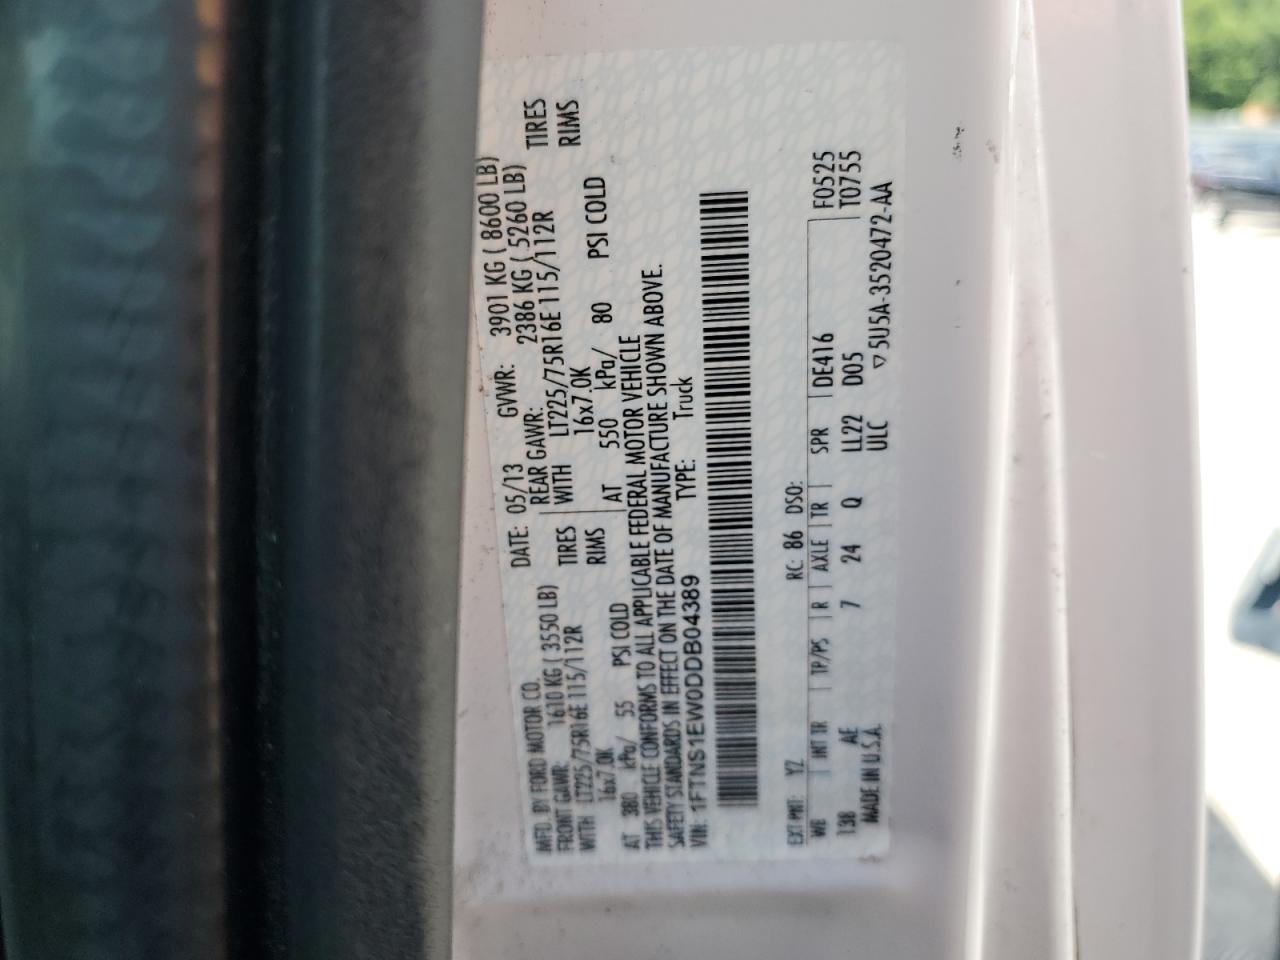 MFD. BY FORD MOTOR CO.
DATE: 05/13 GVWR: 3901 KG ( 8600 LB)
FRONT GAWR: 1610 KG ( 3550 LB) REAR GAWR: 2386 KG ( 5260 LB)
WITH LT225/75R16E 115/112R TIRES WITH LT225/75R16E 115/112R TIRES
16x7.0K RIMS 16x7.0K RIMS
AT 380 kPa/ 55 PSI COLD AT 550 kPa/ 80 PSI COLD
THIS VEHICLE CONFORMS TO ALL APPLICABLE FEDERAL MOTOR VEHICLE
SAFETY STANDARDS IN EFFECT ON THE DATE OF MANUFACTURE SHOWN ABOVE.
VIN: 1FTNS1EW0DDB04389 TYPE: Truck
EXT PNT: YZ RC: 86 DSO: F0525
WB INT TR TP/PS R AXLE TR SPR DE416 T0755
138 AE 7 24 Q LL22 D05
MADE IN U.S.A. ULC ▽5U5A-3520472-AA